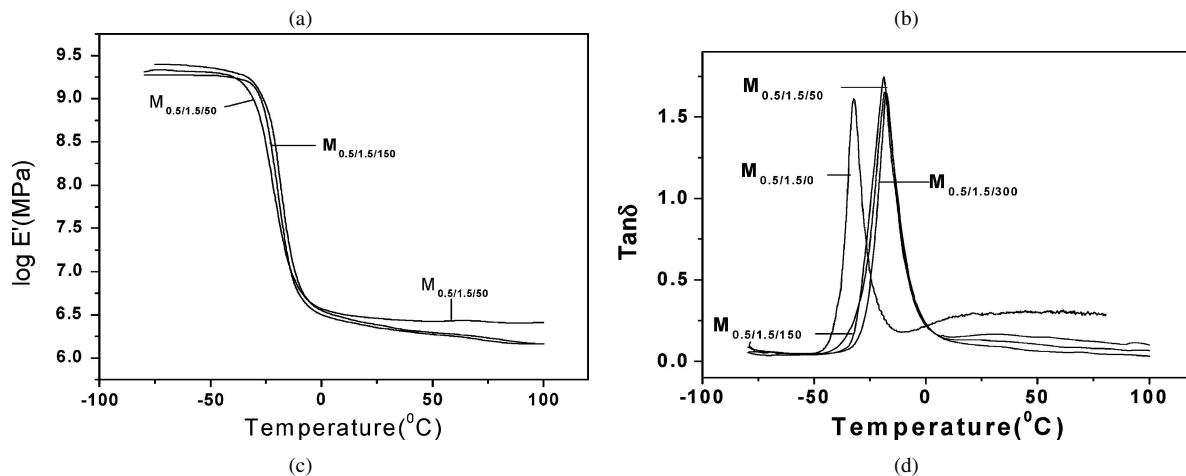 (a)
(b)
log E'(MPa)
9.5
9.0
8.5
8.0
7.5
7.0
6.5
6.0
M0.5/1.5/50
M0.5/1.5/150
M0.5/1.5/50
-100
-50
0
50
100
Temperature(⁰C)
(c)
Tanδ
1.5
1.0
0.5
0.0
M0.5/1.5/50
M0.5/1.5/0
M0.5/1.5/300
M0.5/1.5/150
-100
-50
0
50
100
Temperature(⁰C)
(d)